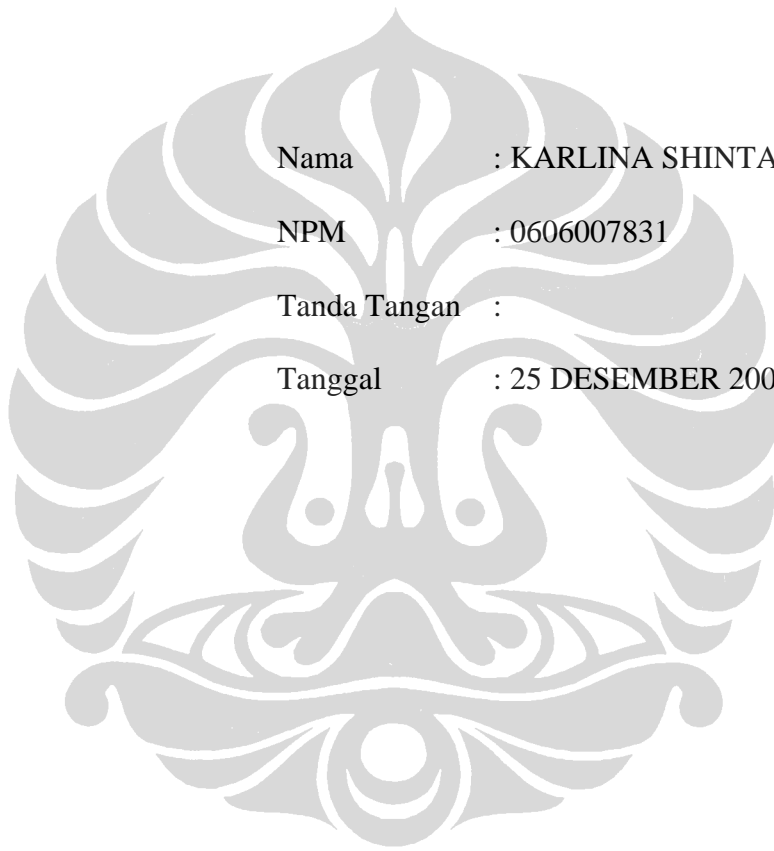 Nama : KARLINA SHINTA
NPM : 0606007831
Tanda Tangan :
Tanggal : 25 DESEMBER 200